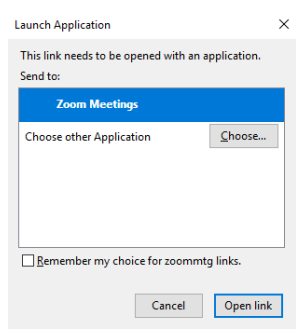 Launch Application
This link needs to be opened with an application.
Send to:
Zoom Meetings
Choose other Application
Choose...
Remember my choice for zoommtg links.
Cancel
Open link